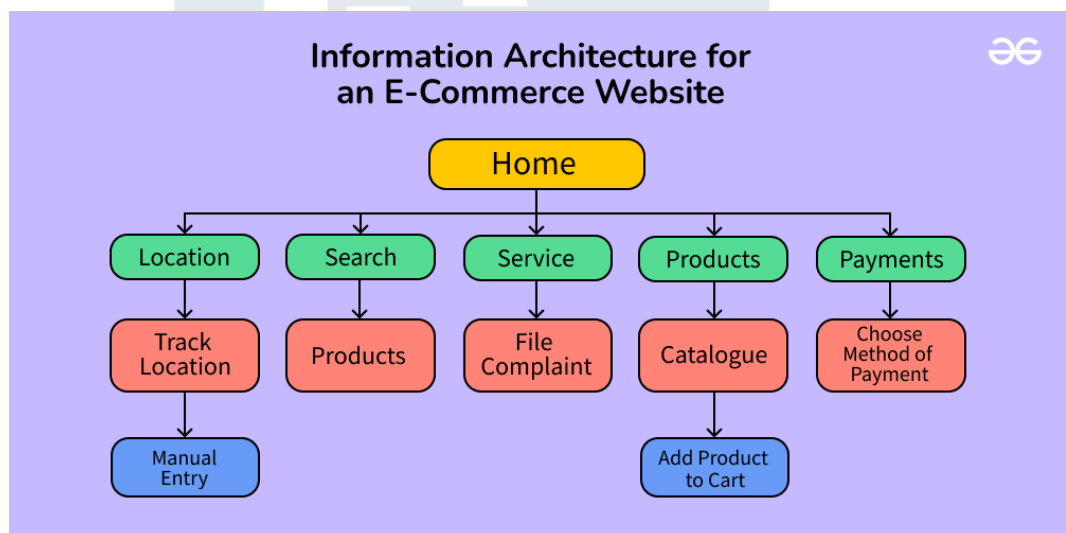 Information Architecture for
an E-Commerce Website
Home
Location
Search
Service
Products
Payments
Track
Location
Products
File
Complaint
Catalogue
Choose
Method of
Payment
Manual
Entry
Add Product
to Cart